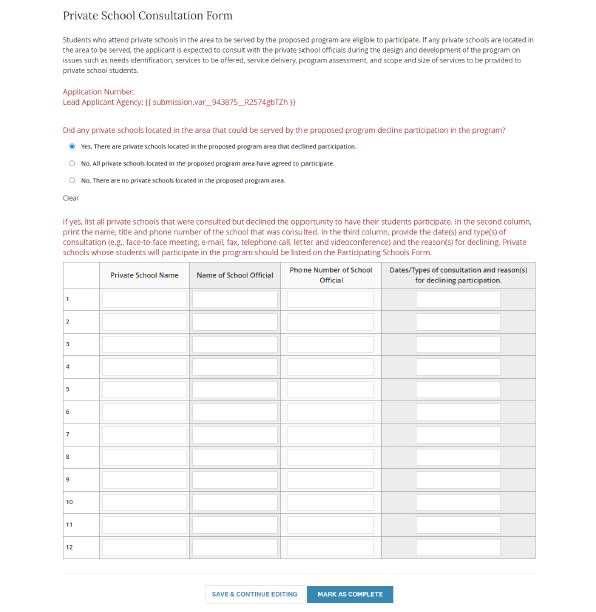 Private School Consultation Form
Students who attend private schools in the area to be served by the proposed program are eligible to participate. If any private schools are located in
the area to be served, the applicant is expected to consult with the private school officials during the design and development of the program on
issues such as needs identification, services to be offered, service delivery, program assessment, and scope and size of services to be provided to
private school students.
Application Number:
Lead Applicant Agency: {{ submission.var__943875__R2574gbTZh }}
Did any private schools located in the area that could be served by the proposed program decline participation in the program?
Yes. There are private schools located in the proposed program area that declined participation.
No. All private schools located in the proposed program area have agreed to participate.
No. There are no private schools located in the proposed program area.
Clear
If yes, list all private schools that were consulted but declined the opportunity to have their students participate. In the second column,
print the name, title and phone number of the school that was consulted. In the third column, provide the date(s) and type(s) of
consultation (e.g., face-to-face meeting, e-mail, fax, telephone call, letter and videoconference) and the reason(s) for declining. Private
schools whose students will participate in the program should be listed on the Participating Schools Form.
Private School Name
Name of School Official
Phone Number of School
Official
Dates/Types of consultation and reason(s)
for declining participation.
1
2
3
4
5
6
7
8
9
10
11
12
SAVE & CONTINUE EDITING
MARK AS COMPLETE